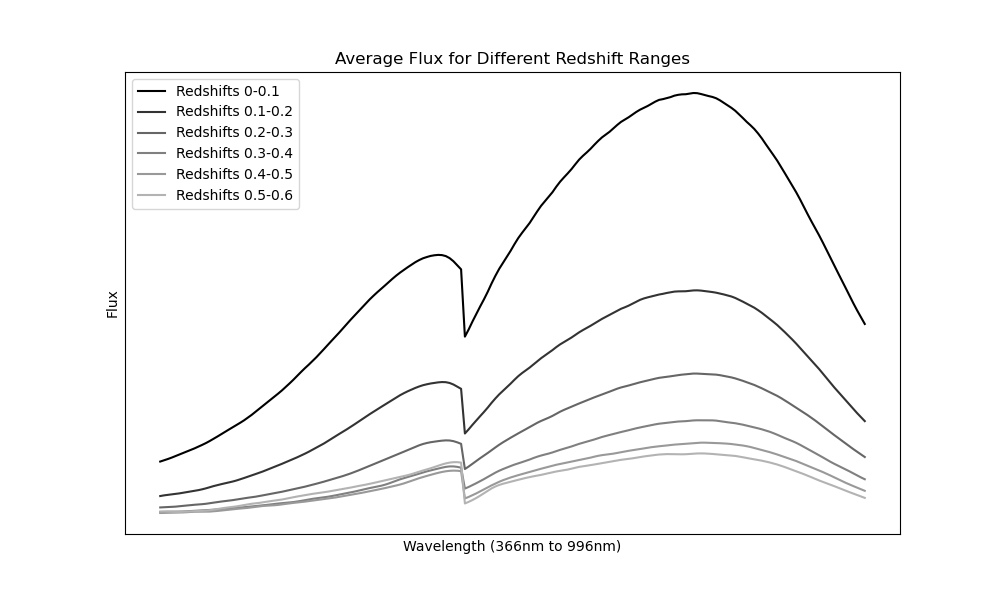 Average Flux for Different Redshift Ranges
Redshifts 0-0.1
Redshifts 0.1-0.2
Redshifts 0.2-0.3
Redshifts 0.3-0.4
Redshifts 0.4-0.5
Redshifts 0.5-0.6
Flux
Wavelength (366nm to 996nm)